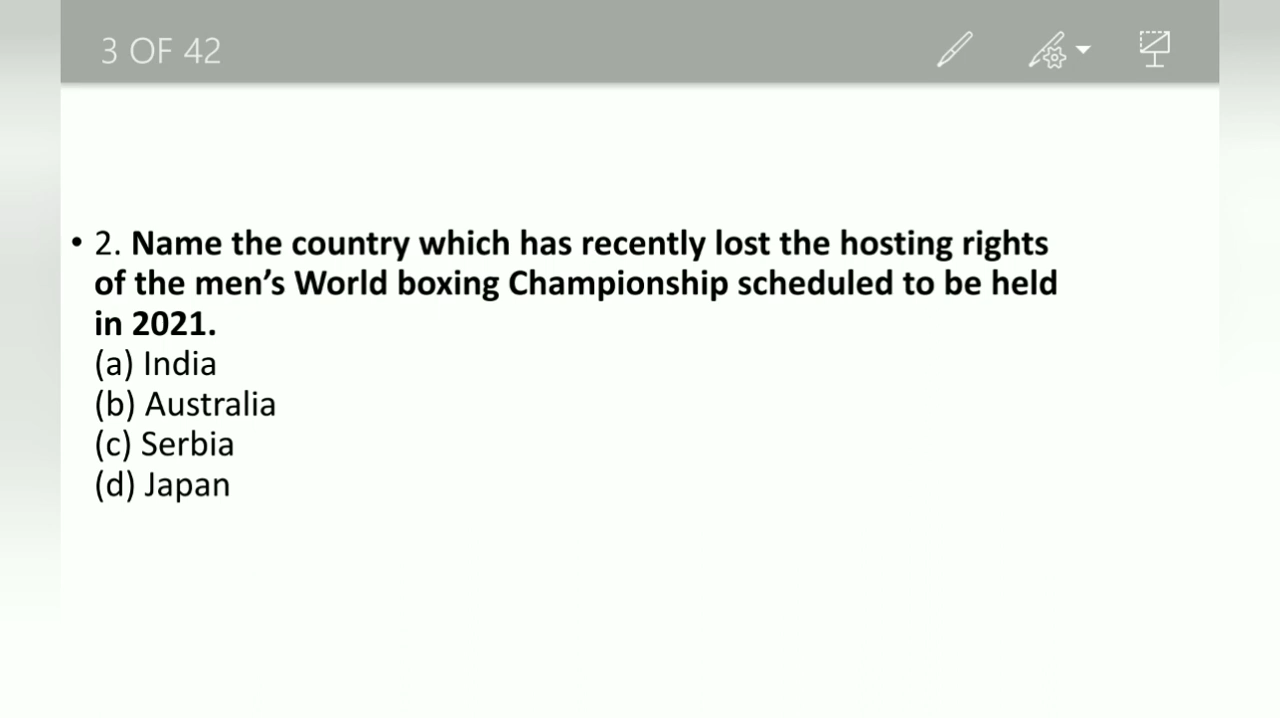 3 OF 42
• 2. Name the country which has recently lost the hosting rights
of the men’s World boxing Championship scheduled to be held
in 2021.
(a) India
(b) Australia
(c) Serbia
(d) Japan